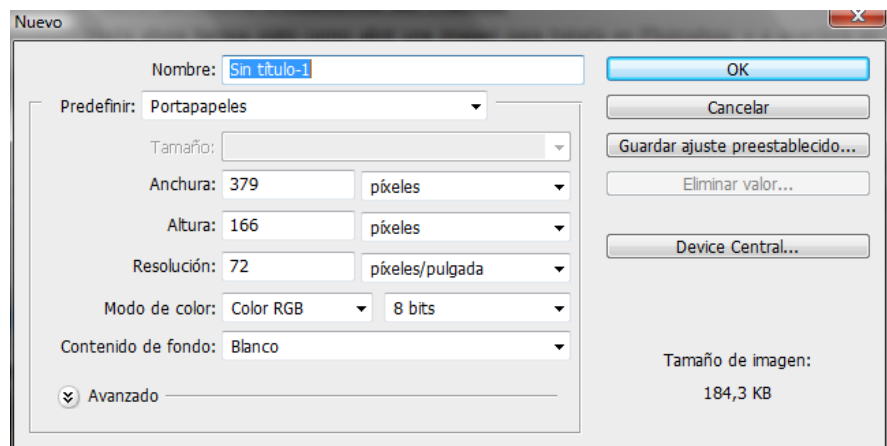 Nuevo
Nombre: Sin título-1
OK
Predefinir: Portapapeles
Cancelar
Tamaño:
Guardar ajuste preestablecido...
Anchura: 379 píxeles
Eliminar valor...
Altura: 166 píxeles
Device Central...
Resolución: 72 píxeles/pulgada
Modo de color: Color RGB 8 bits
Contenido de fondo: Blanco
Tamaño de imagen:
184,3 KB
Avanzado